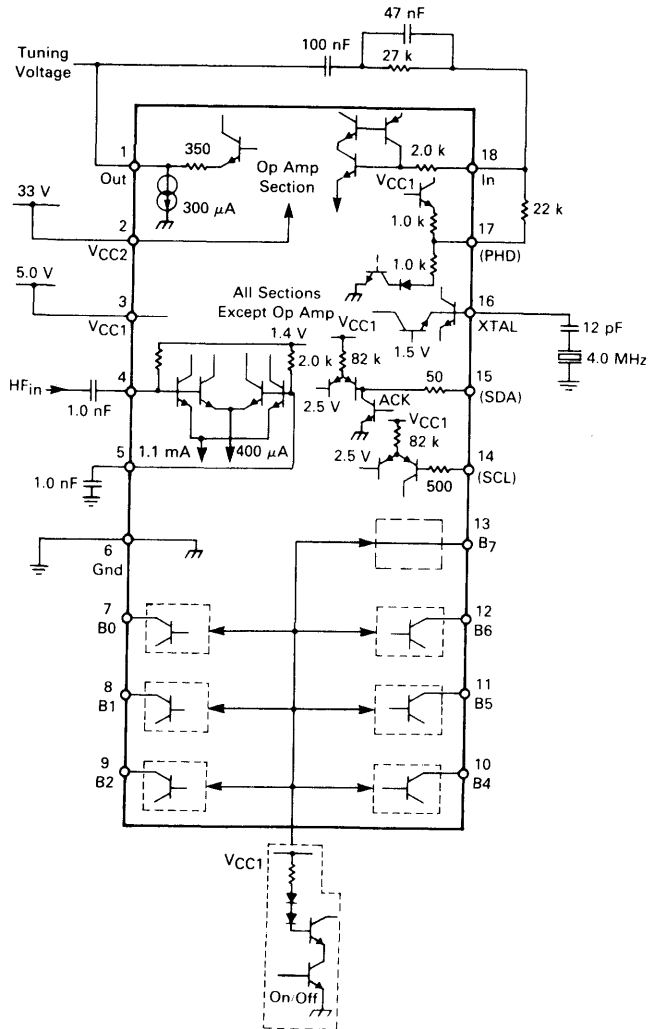 47 nF
100 nF
27 k
Tuning
Voltage
1
Out
350
300 μA
Op Amp
Section
2.0 k
18
In
VCC1
1.0 k
22 k
17
(PHD)
1.0 k
33 V
2
VCC2
5.0 V
3
VCC1
All Sections
Except Op Amp
16
XTAL
1.5 V
12 pF
4.0 MHz
1.4 V
2.0 k
VCC1
82 k
HFin
4
1.0 nF
2.5 V
ACK
50
15
(SDA)
1.1 mA
400 μA
VCC1
82 k
2.5 V
500
14
(SCL)
5
1.0 nF
6
Gnd
13
B7
7
B0
12
B6
8
B1
11
B5
9
B2
10
B4
VCC1
On/Off